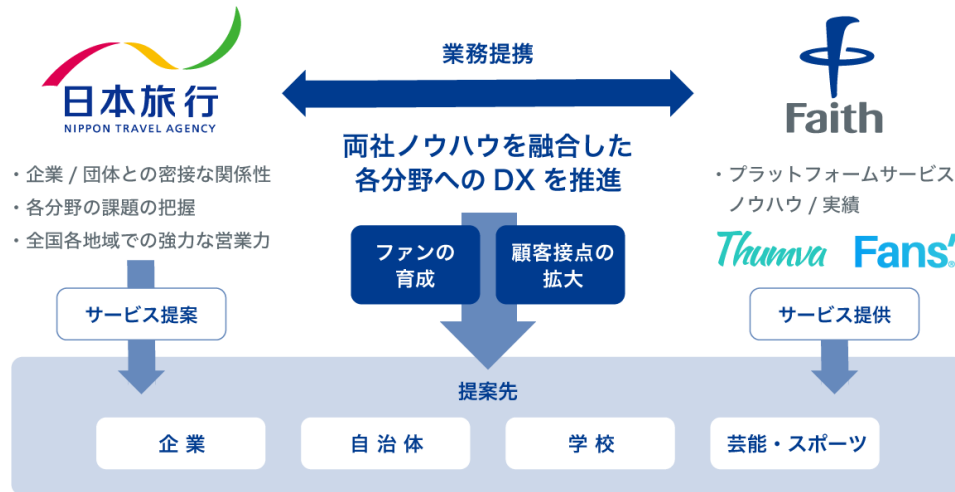 日本旅行
NIPPON TRAVEL AGENCY
・企業 / 団体との密接な関係性
・各分野の課題の把握
・全国各地域での強力な営業力
サービス提案
業務提携
両社ノウハウを融合した
各分野への DX を推進
ファンの
育成
顧客接点の
拡大
Faith
・プラットフォームサービス
ノウハウ / 実績
Thumva
Fans'
サービス提供
提案先
企業
自治体
学校
芸能・スポーツ